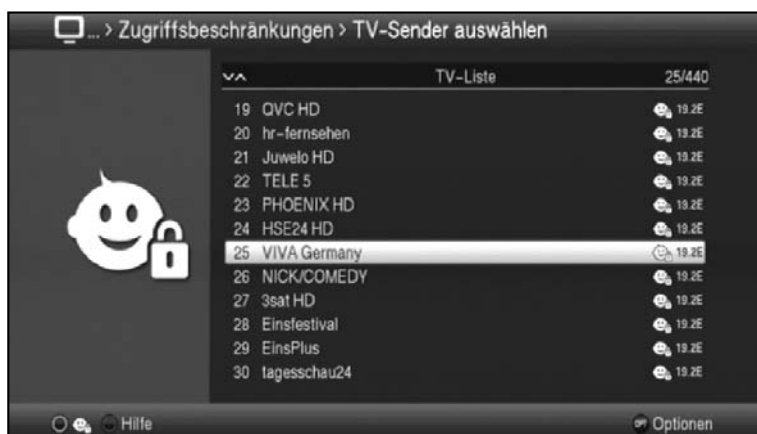 ... > Zugriffsbeschränkungen > TV-Sender auswählen
TV-Liste 25/440
19 QVC HD 19.2E
20 hr-fernsehen 19.2E
21 Juwelo HD 19.2E
22 TELE 5 19.2E
23 PHOENIX HD 19.2E
24 HSE24 HD 19.2E
25 VIVA Germany 19.2E
26 NICK/COMEDY 19.2E
27 3sat HD 19.2E
28 Einsfestival 19.2E
29 EinsPlus 19.2E
30 tagesschau24 19.2E
Hilfe Optionen